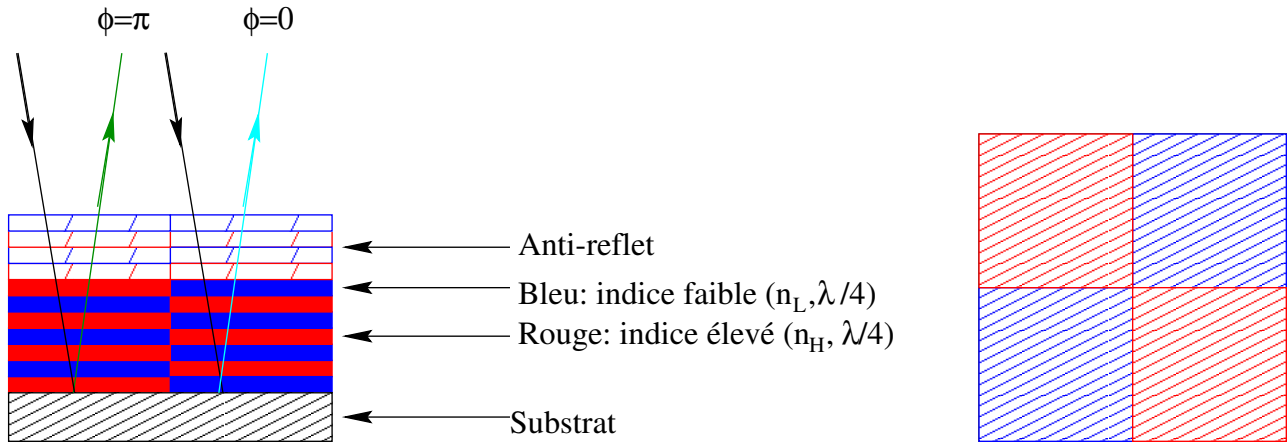 ϕ=π ϕ=0
Anti-reflet
Bleu: indice faible (n_L,λ/4)
Rouge: indice élevé (n_H, λ/4)
Substrat